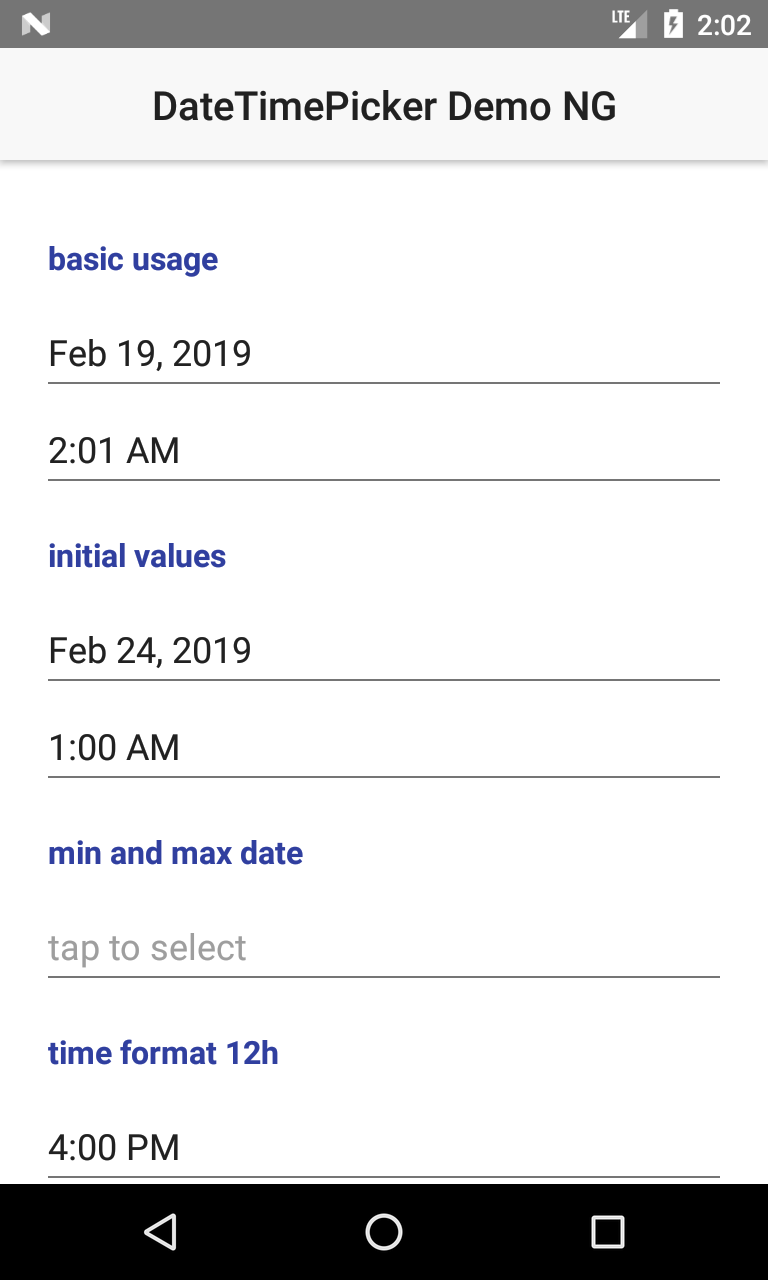 LTE 2:02
DateTimePicker Demo NG
basic usage
Feb 19, 2019
2:01 AM
initial values
Feb 24, 2019
1:00 AM
min and max date
tap to select
time format 12h
4:00 PM